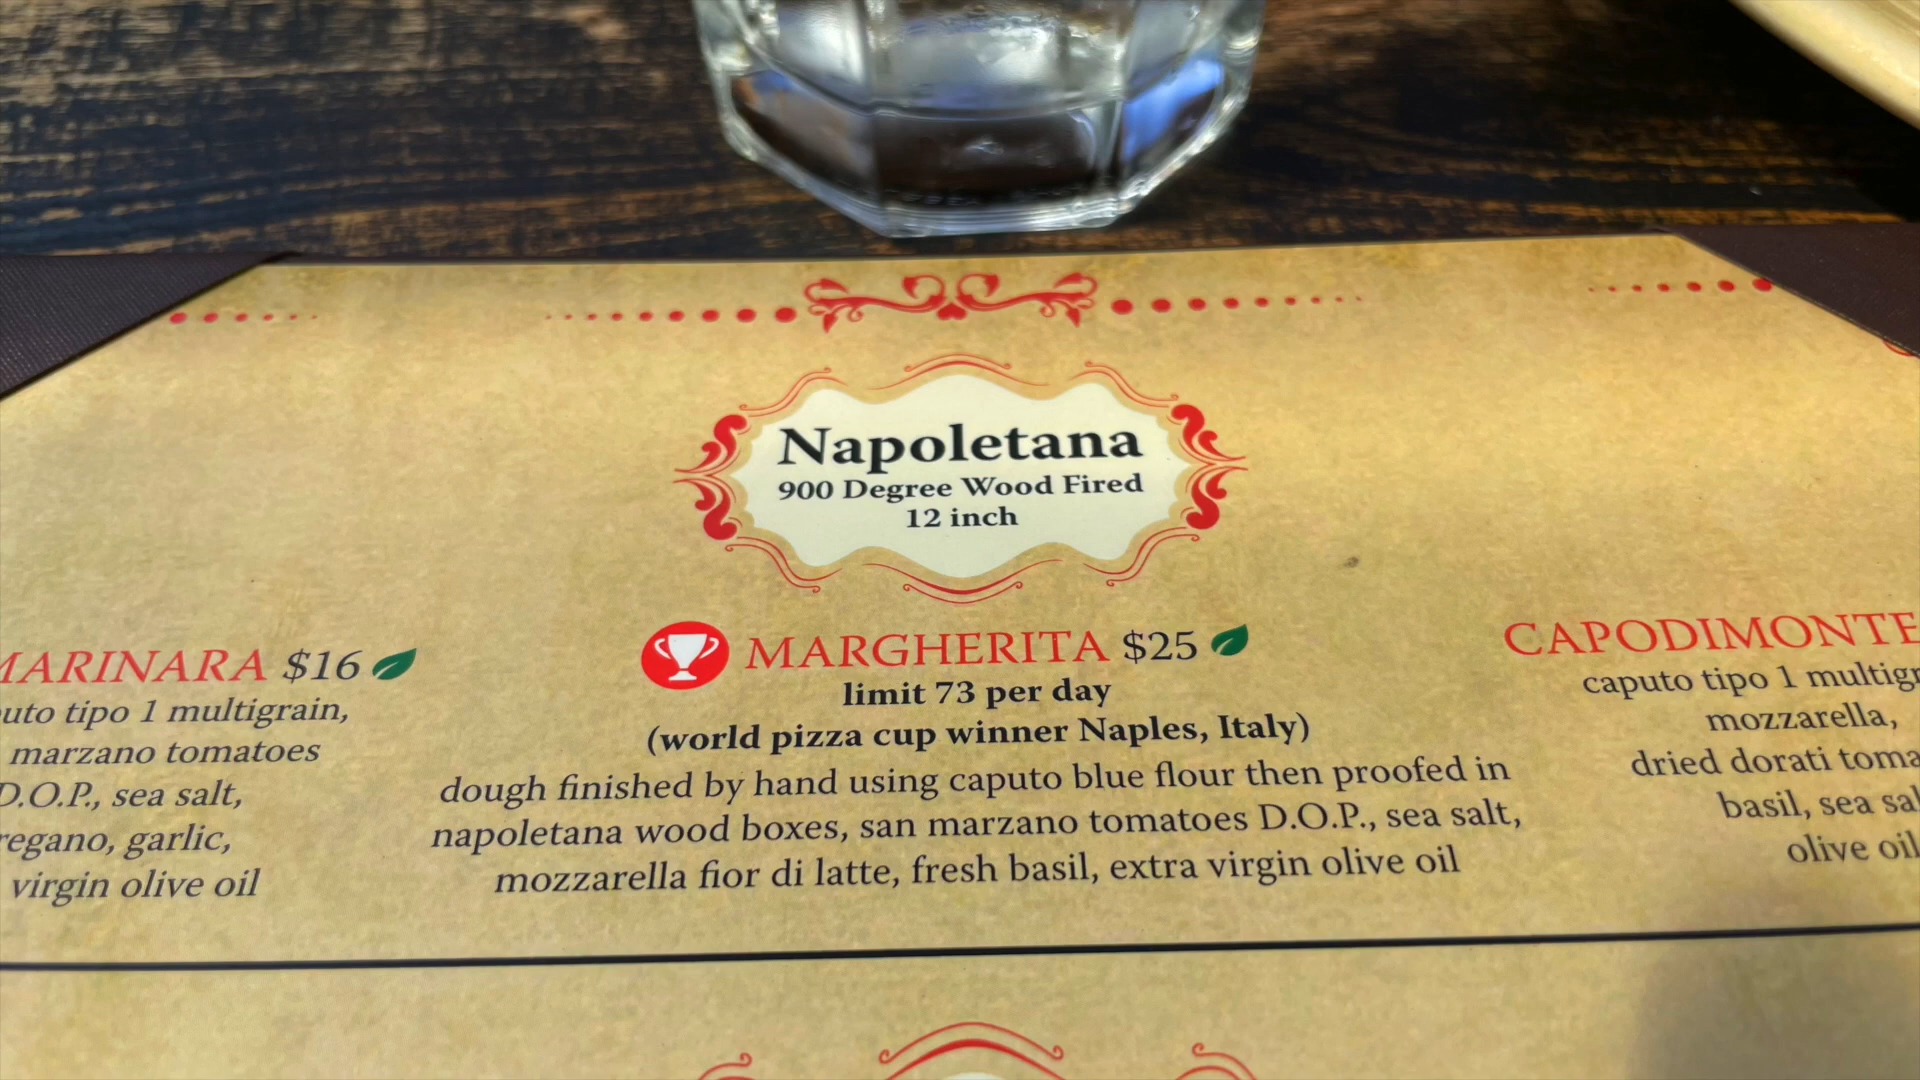 Napoletana
900 Degree Wood Fired
12 inch
MARINARA $16
tipo 1 multigrain,
marzano tomatoes
D.O.P., sea salt,
garlic,
virgin olive oil
MARGHERITA $25
limit 73 per day
(world pizza cup winner Naples, Italy)
dough finished by hand using caputo blue flour then proofed in
napoletana wood boxes, san marzano tomatoes D.O.P., sea salt,
mozzarella fior di latte, fresh basil, extra virgin olive oil
CAPODIMONTE
caputo tipo 1
mozzarella,
dried dorati
basil, sea
olive oil